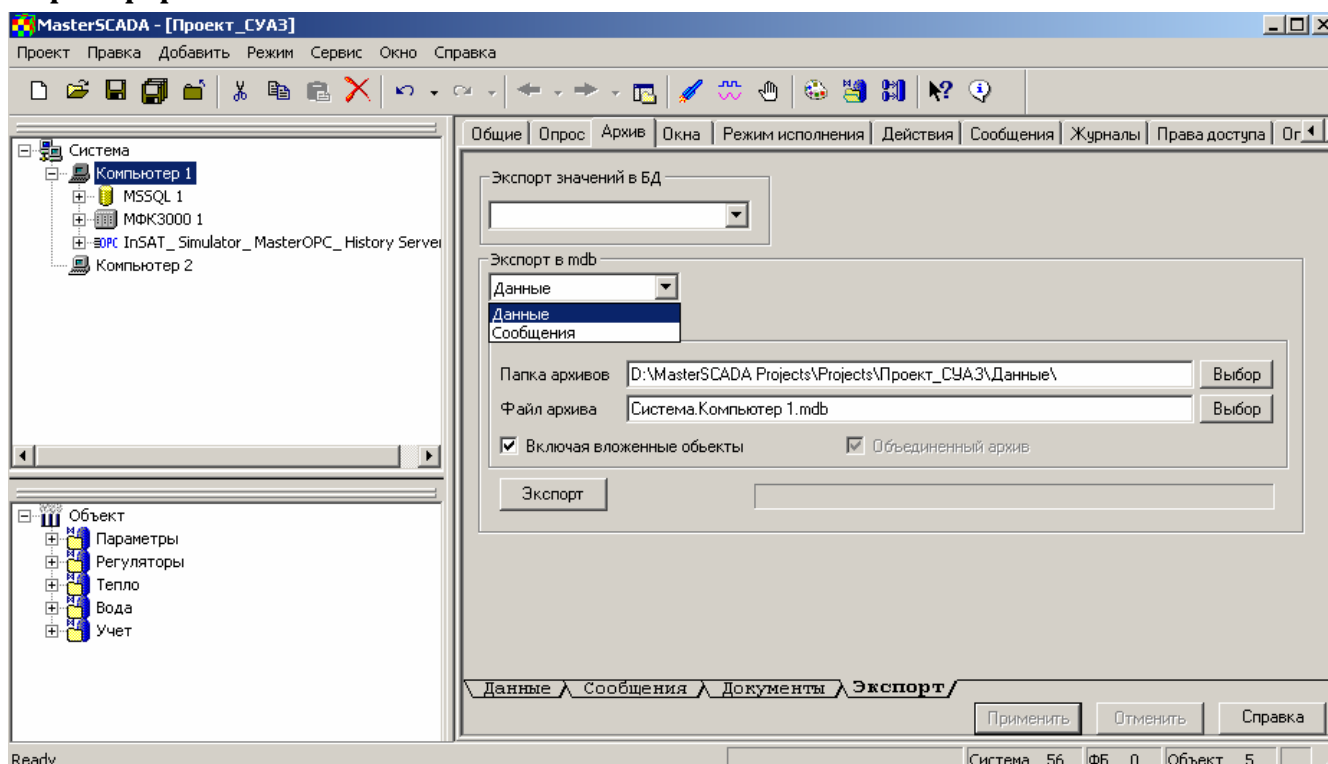 MasterSCADA - [Проект_СУАЗ]
Проект Правка Добавить Режим Сервис Окно Справка
Общие Опрос Архив Окна Режим исполнения Действия Сообщения Журналы Права доступа Оп
Система
Компьютер 1
MSSQL 1
МФК3000 1
OPC InSAT_ Simulator_ MasterOPC_ History Server
Компьютер 2
Экспорт значений в БД
Экспорт в mdb
Данные
Данные
Сообщения
Папка архивов D:\MasterSCADA Projects\Projects\Проект_СУАЗ\Данные\ Выбор
Файл архива Система.Компьютер 1.mdb Выбор
Включая вложенные объекты Объединенный архив
Экспорт
Объект
Параметры
Регуляторы
Тепло
Вода
Учет
Данные Сообщения Документы Экспорт
Применить Отменить Справка
Ready Система 56 ФБ 0 Объект 5